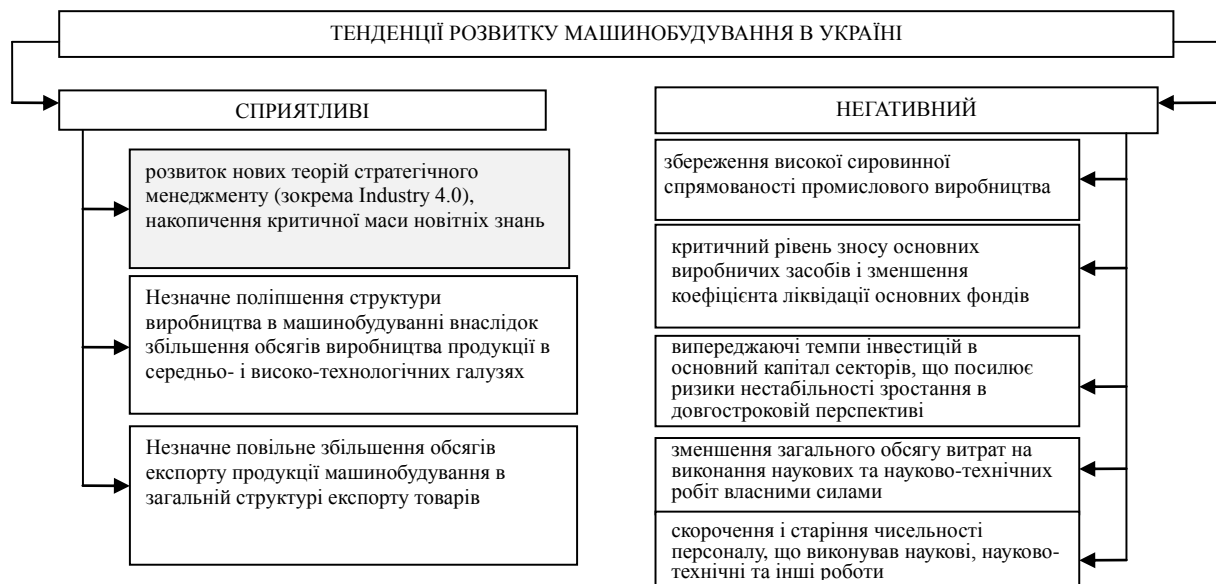 ТЕНДЕНЦІЇ РОЗВИТКУ МАШИНОБУДУВАННЯ В УКРАЇНІ
СПРИЯТЛИВІ
розвиток нових теорій стратегічного
менеджменту (зокрема Industry 4.0),
накопичення критичної маси новітніх знань
Незначне поліпшення структури
виробництва в машинобудуванні внаслідок
збільшення обсягів виробництва продукції в
середньо- і високо-технологічних галузях
Незначне повільне збільшення обсягів
експорту продукції машинобудування в
загальній структурі експорту товарів
НЕГАТИВНИЙ
збереження високої сировинної
спрямованості промислового виробництва
критичний рівень зносу основних
виробничих засобів і зменшення
коефіцієнта ліквідації основних фондів
випереджаючі темпи інвестицій в
основний капітал секторів, що посилює
ризики нестабільності зростання в
довгостроковій перспективі
зменшення загального обсягу витрат на
виконання наукових та науково-технічних
робіт власними силами
скорочення і старіння чисельності
персоналу, що виконував наукові, науково-
технічні та інші роботи